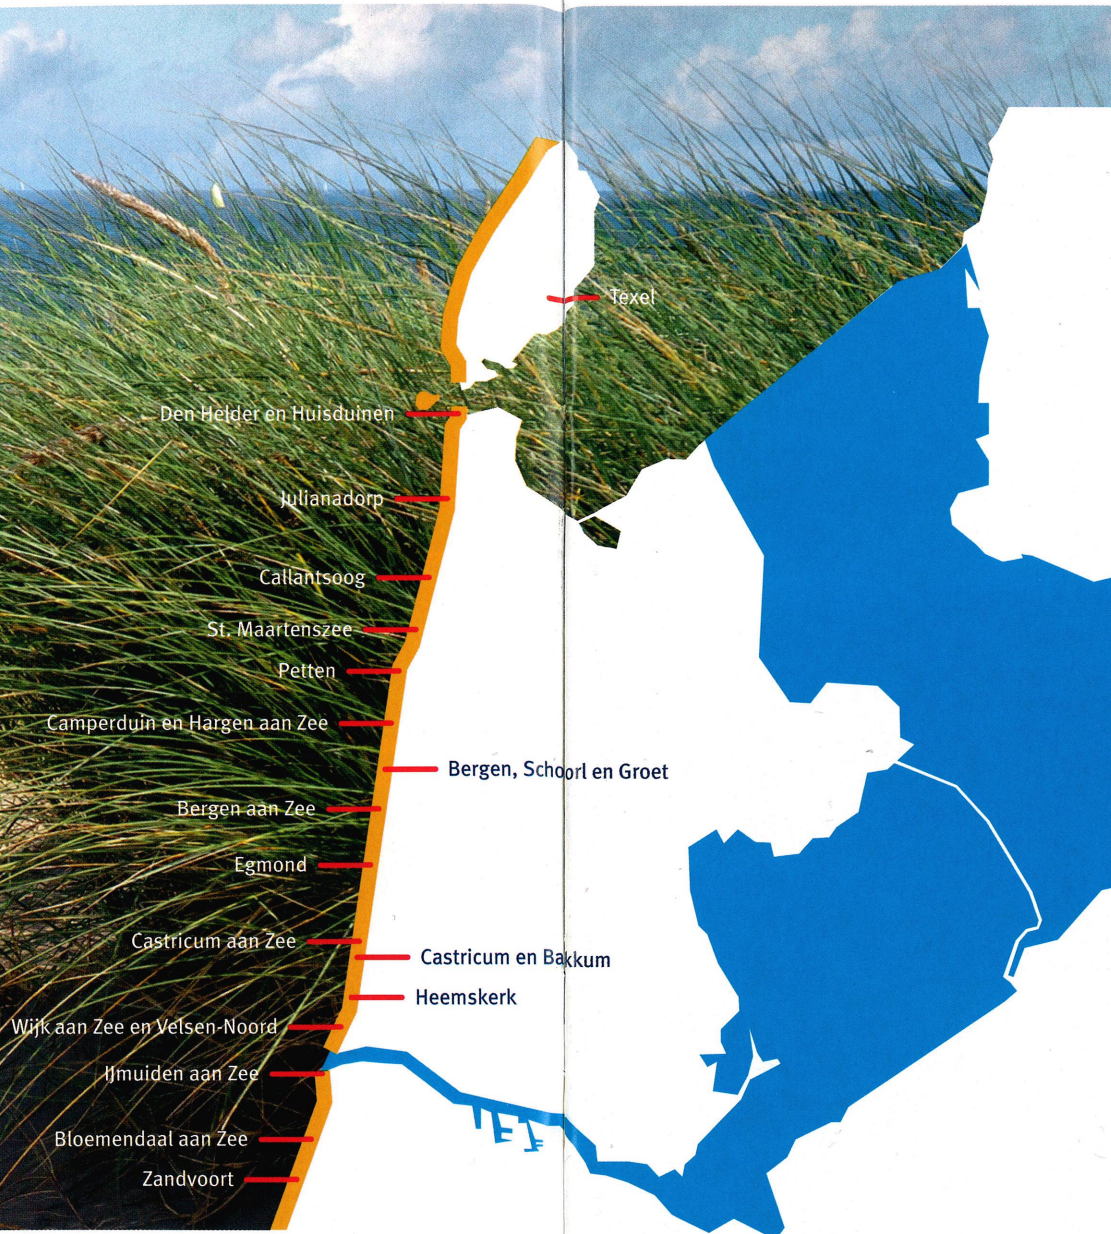 Texel
Den Helder en Huisduinen
Julianadorp
Callantsoog
St. Maartenszee
Petten
Camperduin en Hargen aan Zee
Bergen, Schoorl en Groet
Bergen aan Zee
Egmond
Castricum aan Zee
Castricum en Bakkum
Heemskerk
Wijk aan Zee en Velsen-Noord
IJmuiden aan Zee
Bloemendaal aan Zee
Zandvoort